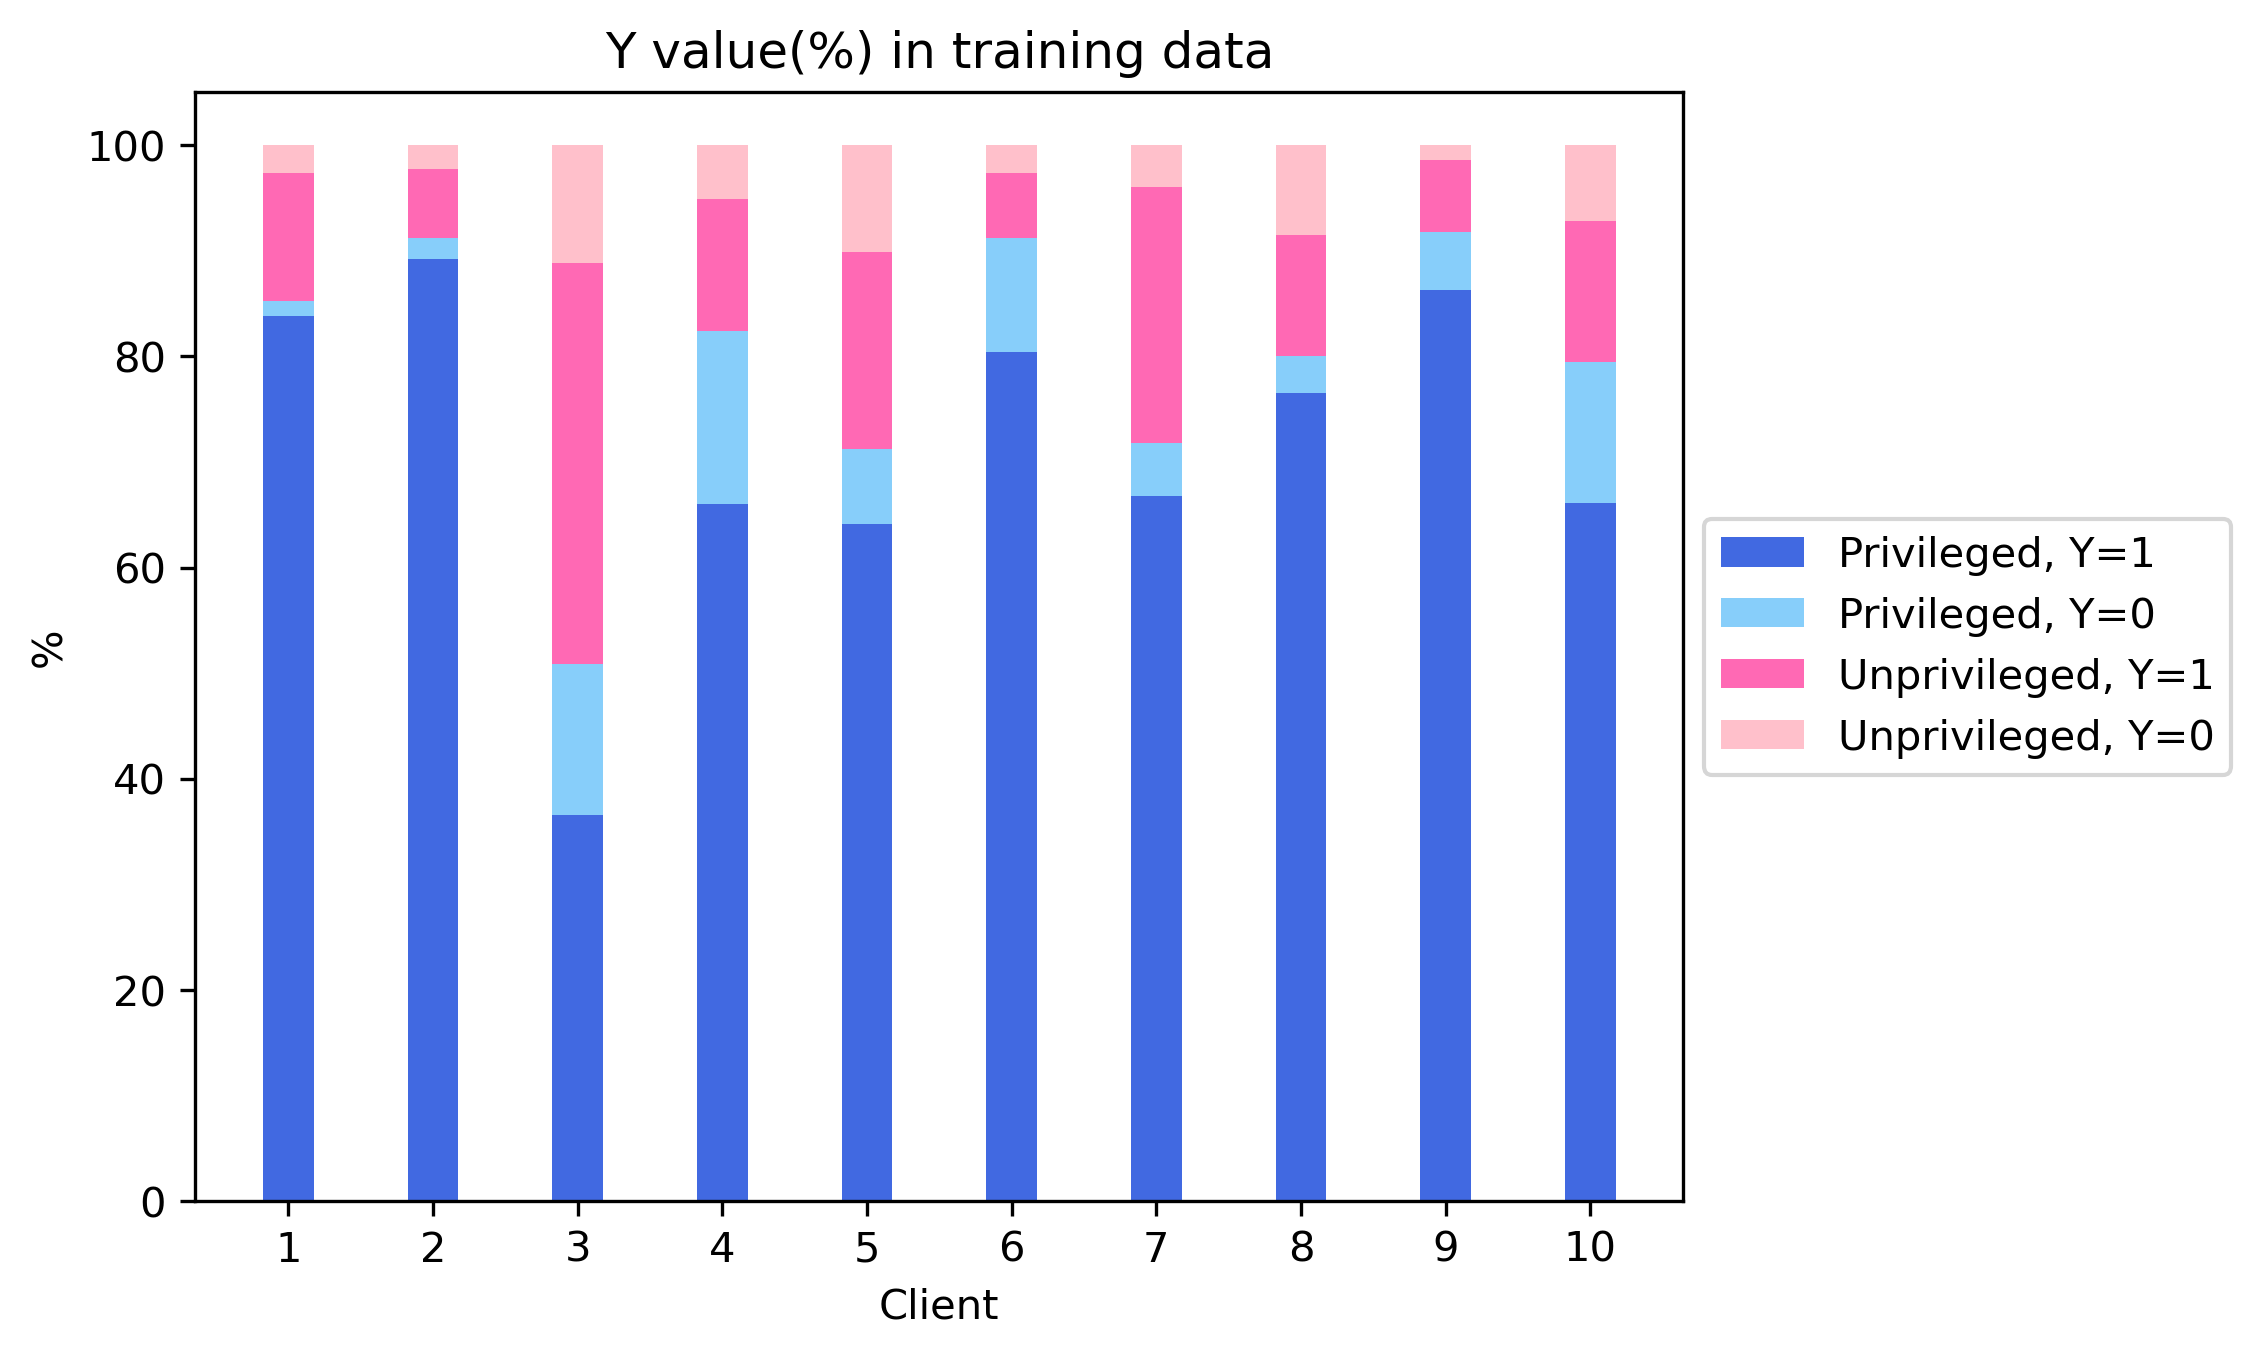 Y value(%) in training data
100
80
60
40
20
0
%
1 2 3 4 5 6 7 8 9 10
Client
Privileged, Y=1
Privileged, Y=0
Unprivileged, Y=1
Unprivileged, Y=0